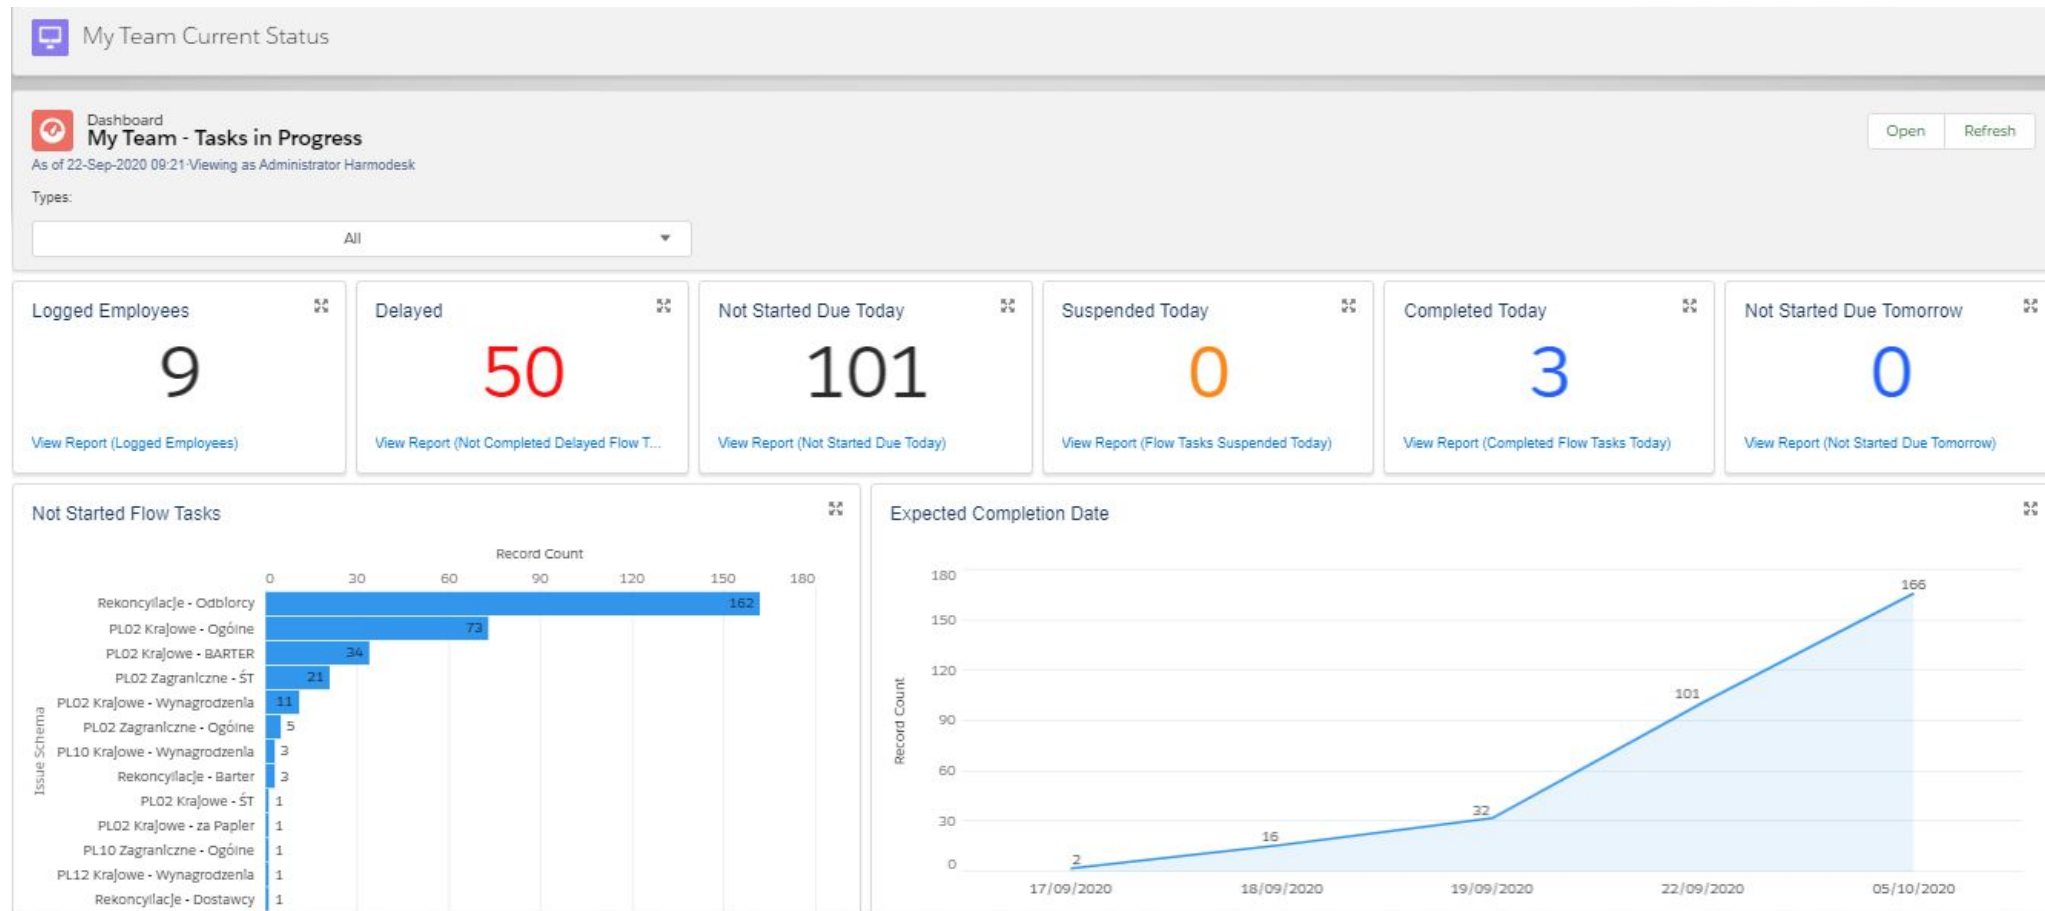 My Team Current Status
Dashboard
My Team - Tasks in Progress
As of 22-Sep-2020 09:21·Viewing as Administrator Harmodesk
Open Refresh
Types:
All
Logged Employees
9
View Report (Logged Employees)
Delayed
50
View Report (Not Completed Delayed Flow T...
Not Started Due Today
101
View Report (Not Started Due Today)
Suspended Today
0
View Report (Flow Tasks Suspended Today)
Completed Today
3
View Report (Completed Flow Tasks Today)
Not Started Due Tomorrow
0
View Report (Not Started Due Tomorrow)
Not Started Flow Tasks
Record Count
0 30 60 90 120 150 180
Issue Schema
Rekoncyliacje - Odbiorcy 162
PL02 Krajowe - Ogólne 73
PL02 Krajowe - BARTER 34
PL02 Zagraniczne - ŚT 21
PL02 Krajowe - Wynagrodzenia 11
PL02 Zagraniczne - Ogólne 5
PL10 Krajowe - Wynagrodzenia 3
Rekoncyliacje - Barter 3
PL02 Krajowe - ŚT 1
PL02 Krajowe - za Papier 1
PL10 Zagraniczne - Ogólne 1
PL12 Krajowe - Wynagrodzenia 1
Rekoncyliacje - Dostawcy 1
Expected Completion Date
Record Count
180
150
120
90
60
30
0
2
16
32
101
166
17/09/2020 18/09/2020 19/09/2020 22/09/2020 05/10/2020